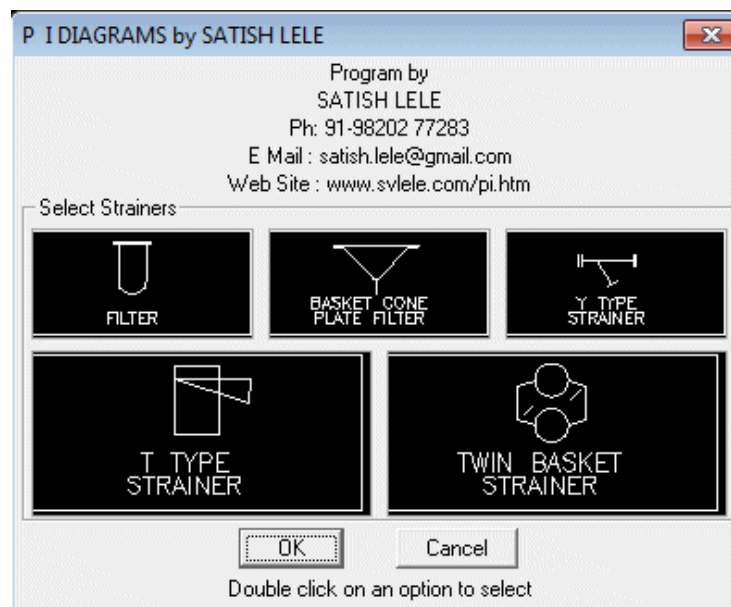 P I DIAGRAMS by SATISH LELE
Program by
SATISH LELE
Ph: 91-98202 77283
E Mail : satish.lele@gmail.com
Web Site : www.svlele.com/pi.htm
Select Strainers
FILTER
BASKET CONE
PLATE FILTER
Y TYPE
STRAINER
T TYPE
STRAINER
TWIN BASKET
STRAINER
OK
Cancel
Double click on an option to select